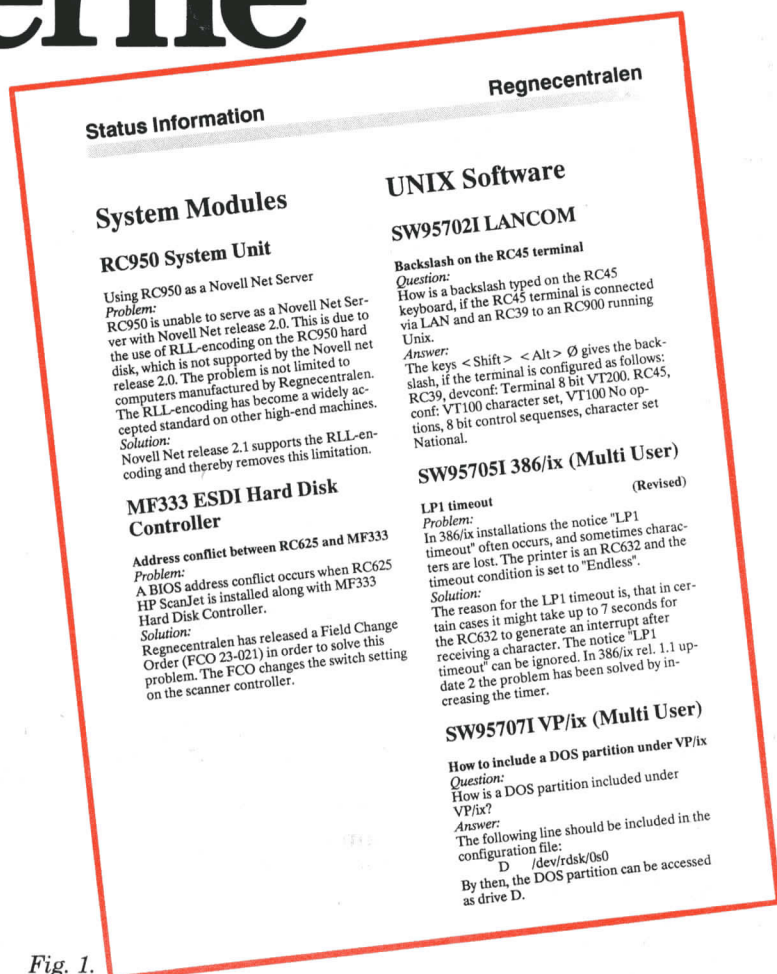 erne
Status Information
Regnecentralen
System Modules
RC950 System Unit
Using RC950 as a Novell Net Server
Problem:
RC950 is unable to serve as a Novell Net Ser-
ver with Novell Net release 2.0. This is due to
the use of RLL-encoding on the RC950 hard
disk, which is not supported by the Novell net
release 2.0. The problem is not limited to
computers manufactured by Regnecentralen.
The RLL-encoding has become a widely ac-
cepted standard on other high-end machines.
Solution:
Novell Net release 2.1 supports the RLL-en-
coding and thereby removes this limitation.
MF333 ESDI Hard Disk
Controller
Address conflict between RC625 and MF333
Problem:
A BIOS address conflict occurs when RC625
HP ScanJet is installed along with MF333
Hard Disk Controller.
Solution:
Regnecentralen has released a Field Change
Order (FCO 23-021) in order to solve this
problem. The FCO changes the switch setting
on the scanner controller.
UNIX Software
SW95702I LANCOM
Backslash on the RC45 terminal
Question:
How is a backslash typed on the RC45
keyboard, if the RC45 terminal is connected
via LAN and an RC39 to an RC900 running
Unix.
Answer:
The keys <Shift> <Alt> Ø gives the back-
slash, if the terminal is configured as follows:
RC39, devconf: Terminal 8 bit VT200. RC45,
conf: VT100 character set, VT100 No op-
tions, 8 bit control sequenses, character set
National.
SW95705I 386/ix (Multi User)
(Revised)
LP1 timeout
Problem:
In 386/ix installations the notice "LP1
timeout" often occurs, and sometimes charac-
ters are lost. The printer is an RC632 and the
timeout condition is set to "Endless".
Solution:
The reason for the LP1 timeout is, that in cer-
tain cases it might take up to 7 seconds for
the RC632 to generate an interrupt after
receiving a character. The notice "LP1
timeout" can be ignored. In 386/ix rel. 1.1 up-
date 2 the problem has been solved by in-
creasing the timer.
SW95707I VP/ix (Multi User)
How to include a DOS partition under VP/ix
Question:
How is a DOS partition included under
VP/ix?
Answer:
The following line should be included in the
configuration file:
D /dev/rdsk/0s0
By then, the DOS partition can be accessed
as drive D.
Fig. 1.